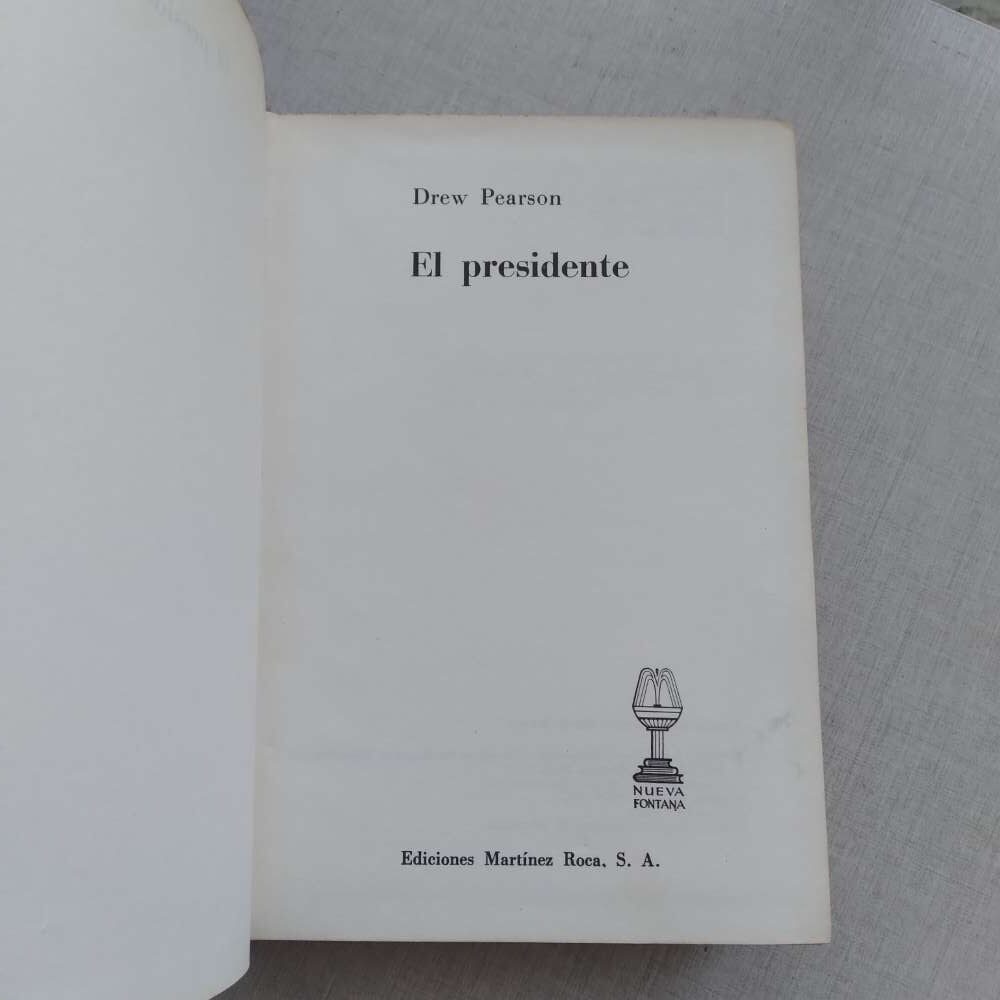 Drew Pearson
El presidente
NUEVA
FONTANA
Ediciones Martínez Roca, S. A.